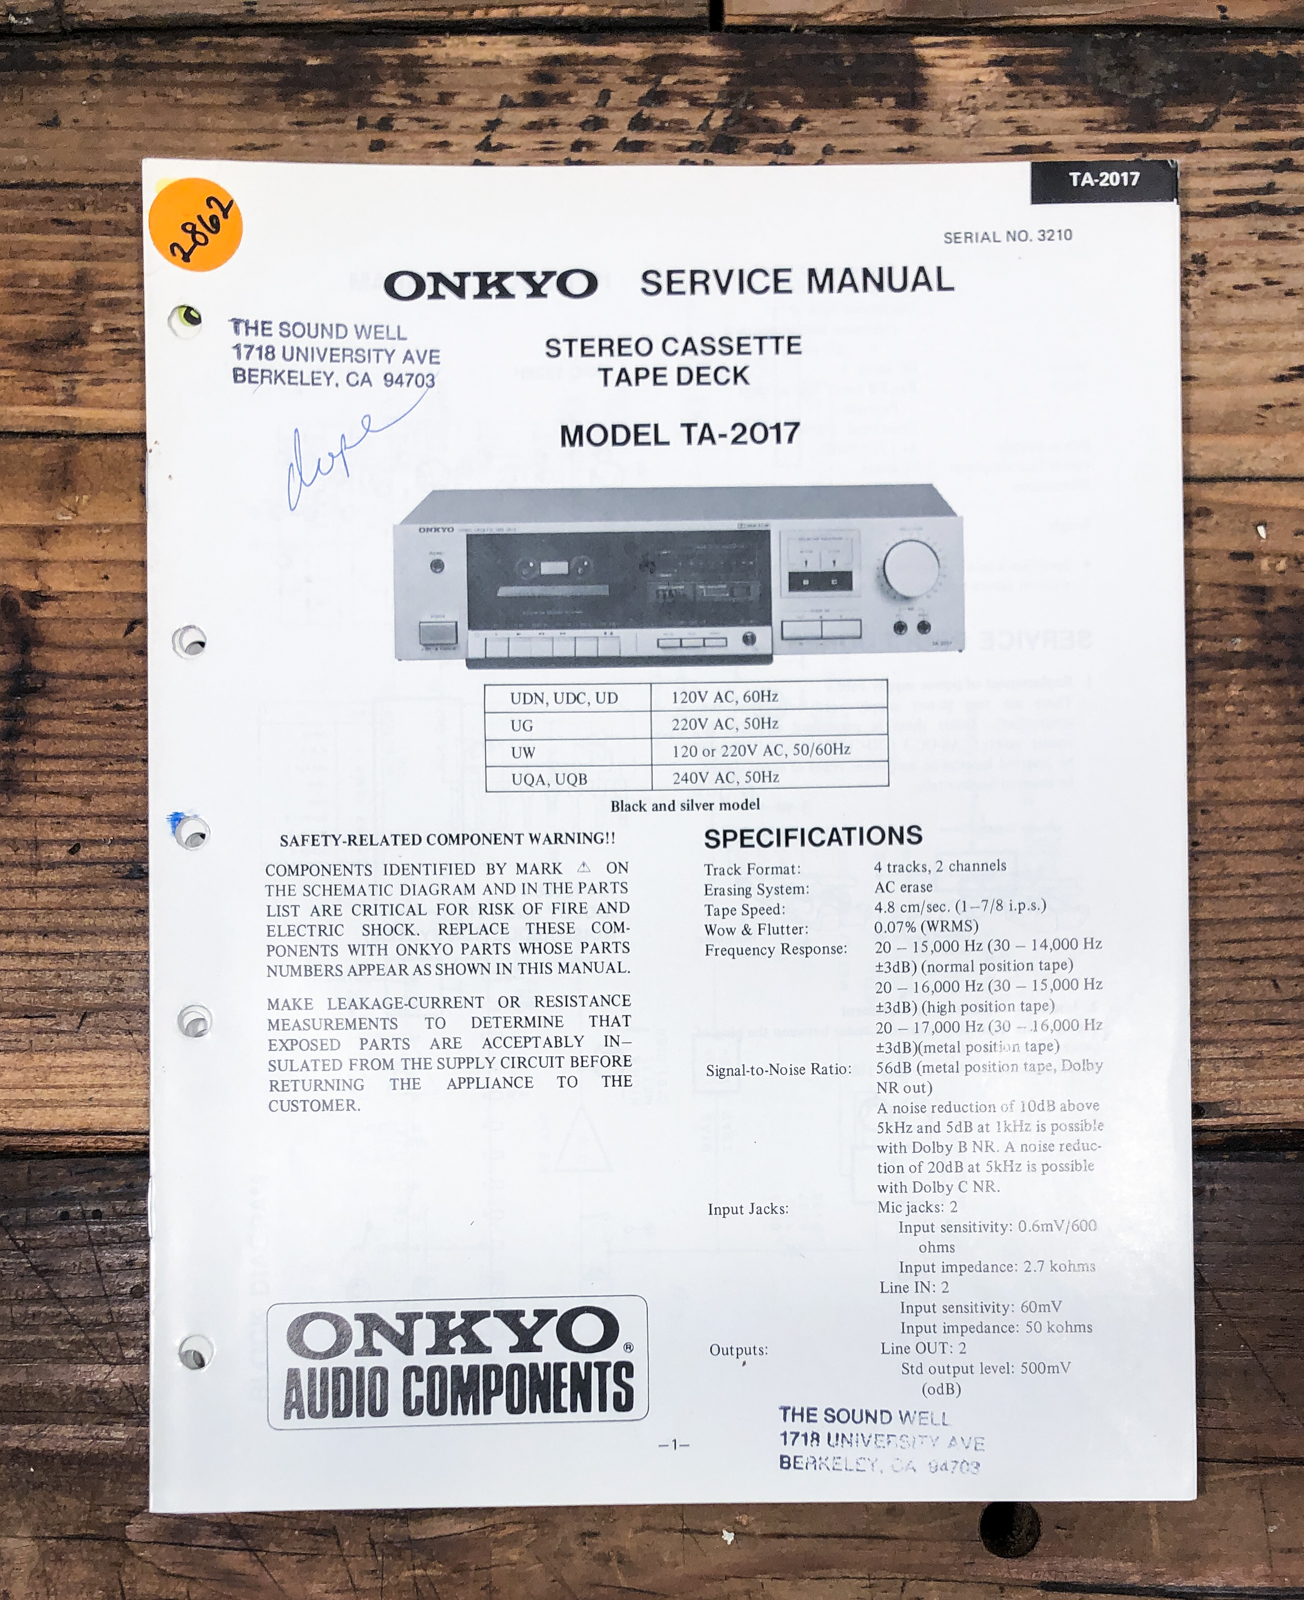 TA-2017
2862
SERIAL NO. 3210
ONKYO SERVICE MANUAL
THE SOUND WELL
1718 UNIVERSITY AVE
BERKELEY, CA 94703
dupe
STEREO CASSETTE
TAPE DECK
MODEL TA-2017
ONKYO
UDN, UDC, UD 120V AC, 60Hz
UG 220V AC, 50Hz
UW 120 or 220V AC, 50/60Hz
UQA, UQB 240V AC, 50Hz
Black and silver model
SAFETY-RELATED COMPONENT WARNING!!
COMPONENTS IDENTIFIED BY MARK ⚠ ON
THE SCHEMATIC DIAGRAM AND IN THE PARTS
LIST ARE CRITICAL FOR RISK OF FIRE AND
ELECTRIC SHOCK. REPLACE THESE COM-
PONENTS WITH ONKYO PARTS WHOSE PARTS
NUMBERS APPEAR AS SHOWN IN THIS MANUAL.
MAKE LEAKAGE-CURRENT OR RESISTANCE
MEASUREMENTS TO DETERMINE THAT
EXPOSED PARTS ARE ACCEPTABLY IN–
SULATED FROM THE SUPPLY CIRCUIT BEFORE
RETURNING THE APPLIANCE TO THE
CUSTOMER.
SPECIFICATIONS
Track Format: 4 tracks, 2 channels
Erasing System: AC erase
Tape Speed: 4.8 cm/sec. (1–7/8 i.p.s.)
Wow & Flutter: 0.07% (WRMS)
Frequency Response: 20 – 15,000 Hz (30 – 14,000 Hz
±3dB) (normal position tape)
20 – 16,000 Hz (30 – 15,000 Hz
±3dB) (high position tape)
20 – 17,000 Hz (30 – 16,000 Hz
±3dB)(metal position tape)
Signal-to-Noise Ratio: 56dB (metal position tape, Dolby
NR out)
A noise reduction of 10dB above
5kHz and 5dB at 1kHz is possible
with Dolby B NR. A noise reduc-
tion of 20dB at 5kHz is possible
with Dolby C NR.
Input Jacks: Mic jacks: 2
Input sensitivity: 0.6mV/600
ohms
Input impedance: 2.7 kohms
Line IN: 2
Input sensitivity: 60mV
Input impedance: 50 kohms
Outputs: Line OUT: 2
Std output level: 500mV
(odB)
ONKYO®
AUDIO COMPONENTS
–1–
THE SOUND WELL
1718 UNIVERSITY AVE
BERKELEY, CA 94703